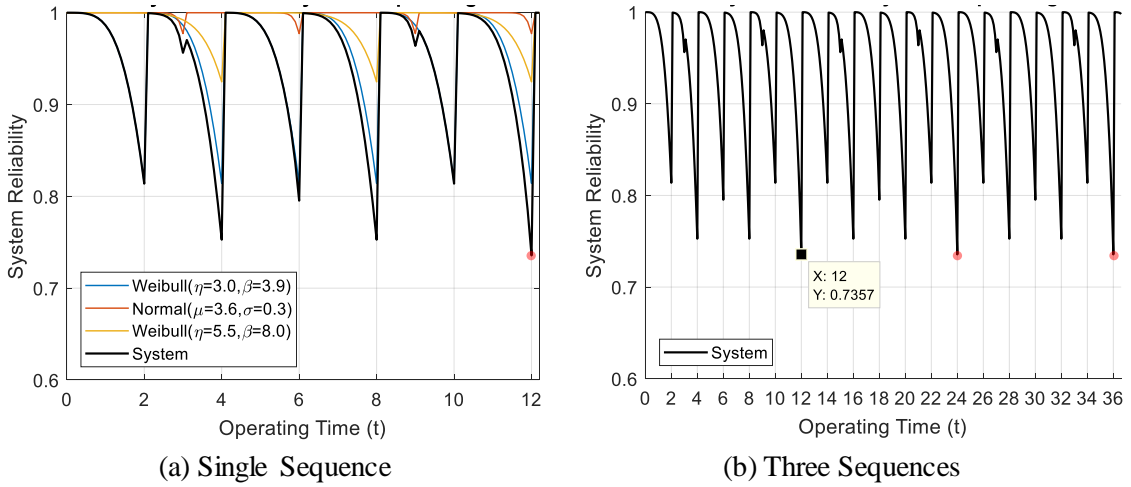 1
0.9
0.8
0.7
0.6
System Reliability
Weibull(η=3.0,β=3.9)
Normal(μ=3.6,σ=0.3)
Weibull(η=5.5,β=8.0)
System
0 2 4 6 8 10 12
Operating Time (t)
(a) Single Sequence
1
0.9
0.8
0.7
0.6
System Reliability
X: 12
Y: 0.7357
System
0 2 4 6 8 10 12 14 16 18 20 22 24 26 28 30 32 34 36
Operating Time (t)
(b) Three Sequences